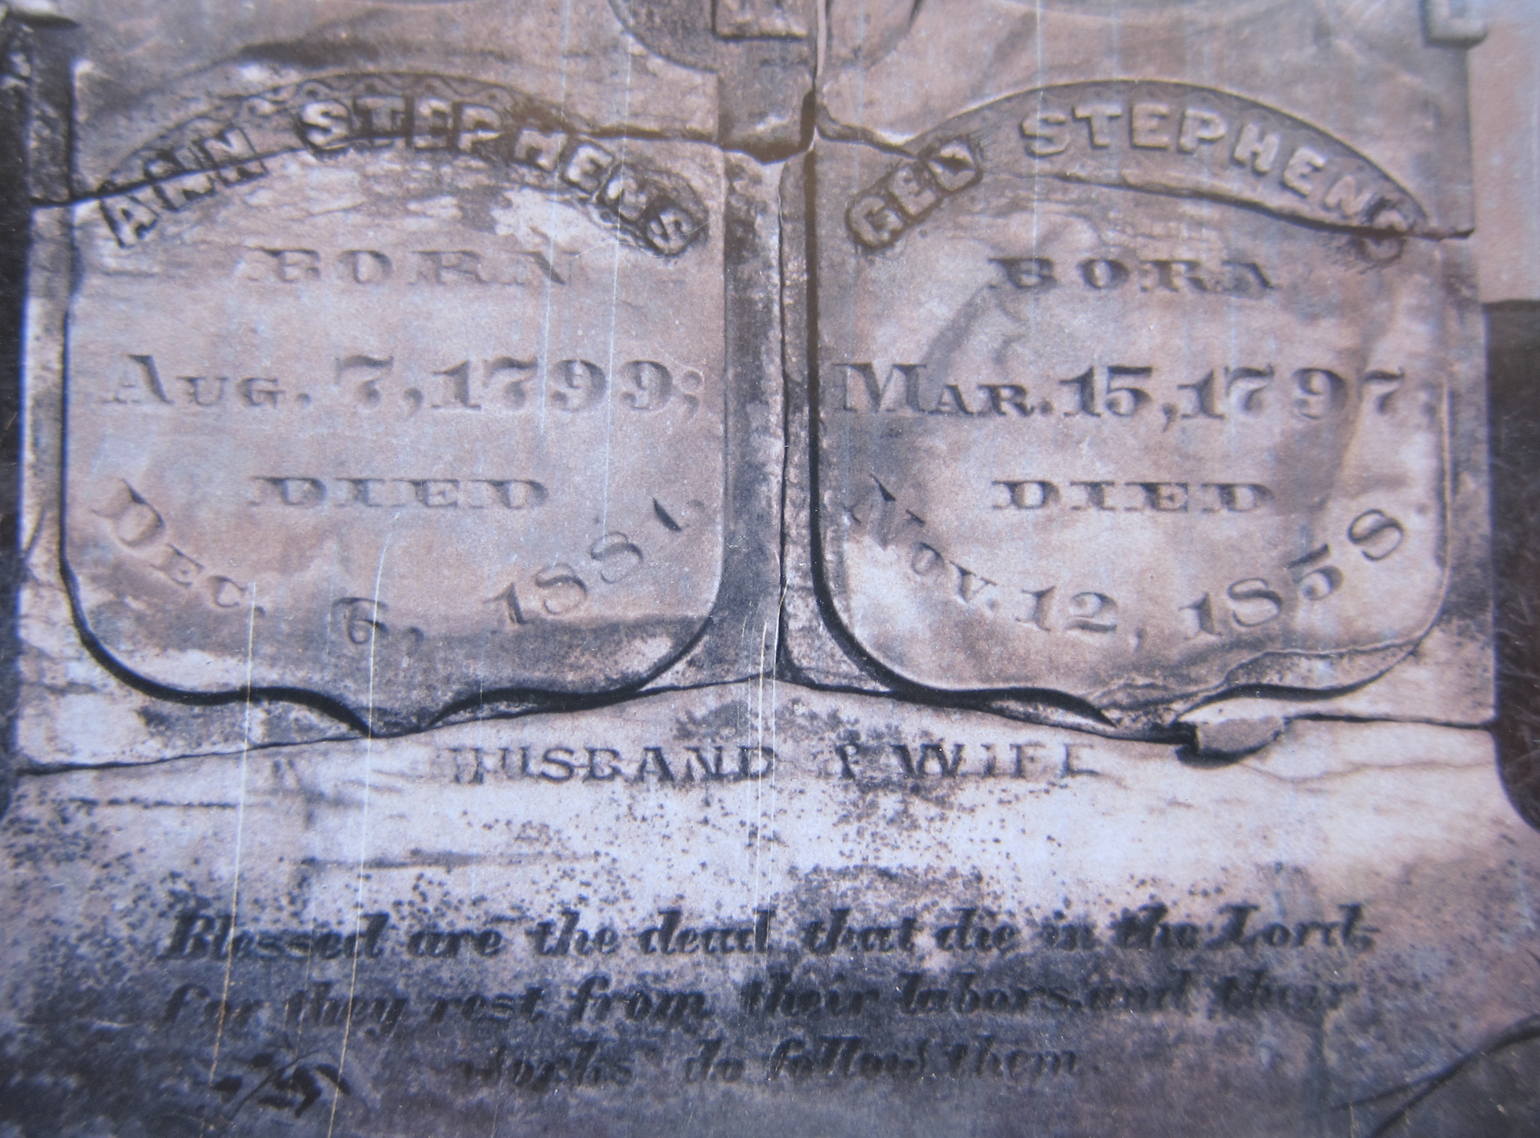 ANN STEPHENS
BORN
AUG. 7, 1799;
DIED
DEC. 6, 1881.
STEPHENS
BORN
MAR. 15, 1797;
DIED
NOV. 12, 1858
HUSBAND & WIFE
Blessed are the dead that die in the Lord,
for they rest from their labors and their
works do follow them.